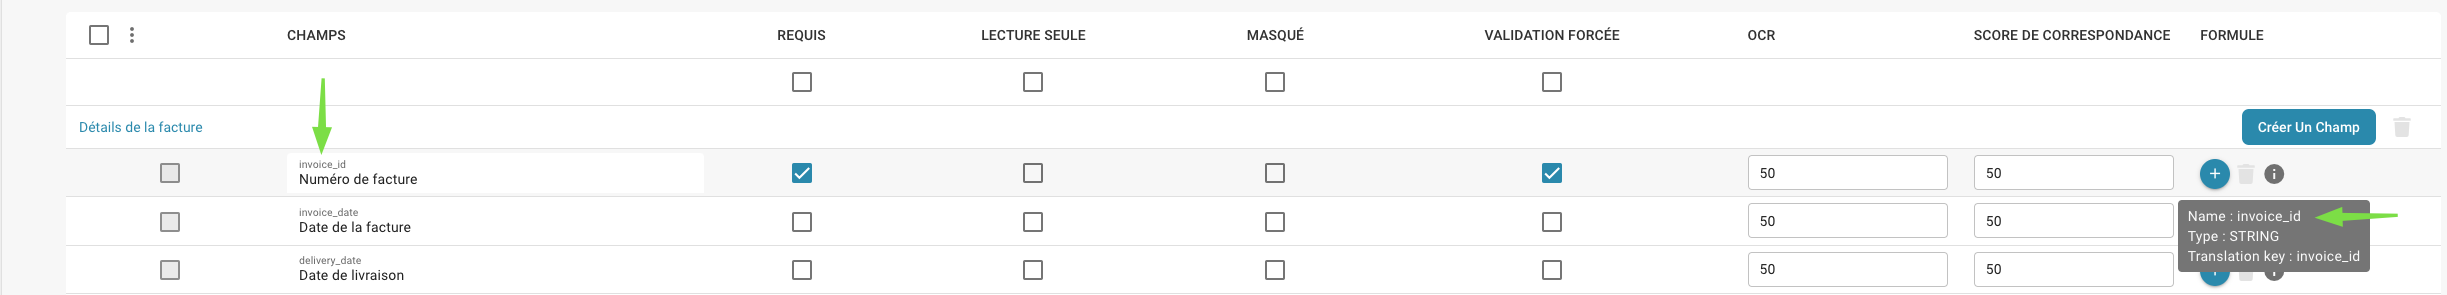 CHAMPS REQUIS LECTURE SEULE MASQUÉ VALIDATION FORCÉE OCR SCORE DE CORRESPONDANCE FORMULE
Détails de la facture Créer Un Champ
invoice_id
Numéro de facture 50 50
invoice_date
Date de la facture 50 50
Name : invoice_id
Type : STRING
Translation key : invoice_id
delivery_date
Date de livraison 50 50